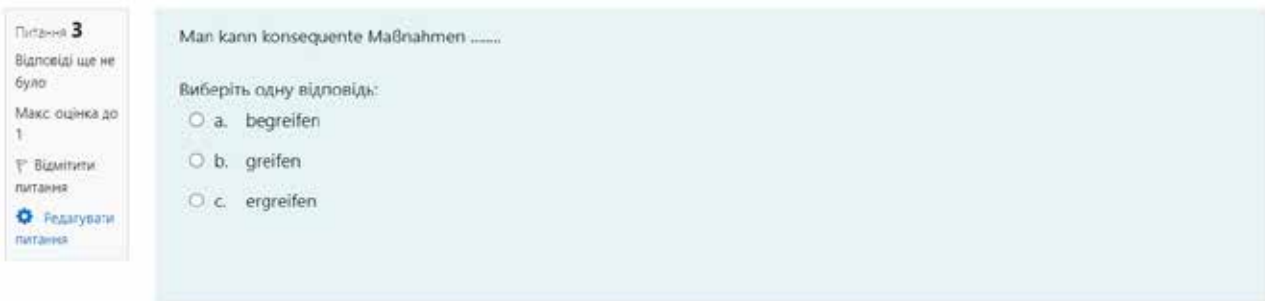 Питання 3
Відповіді ще не
було
Макс. оцінка до
1
Відмітити
питання
Редагувати
питання
Man kann konsequente Maßnahmen .......
Виберіть одну відповідь:
a. begreifen
b. greifen
c. ergreifen